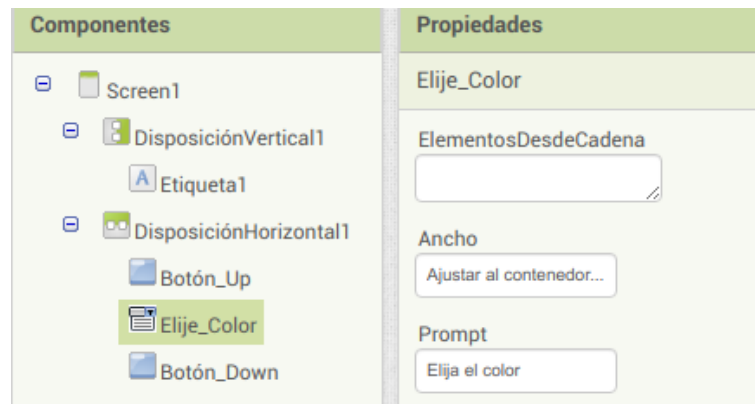 Componentes
Screen1
DisposiciónVertical1
A Etiqueta1
DisposiciónHorizontal1
Botón_Up
Elije_Color
Botón_Down
Propiedades
Elije_Color
ElementosDesdeCadena
Ancho
Ajustar al contenedor...
Prompt
Elija el color